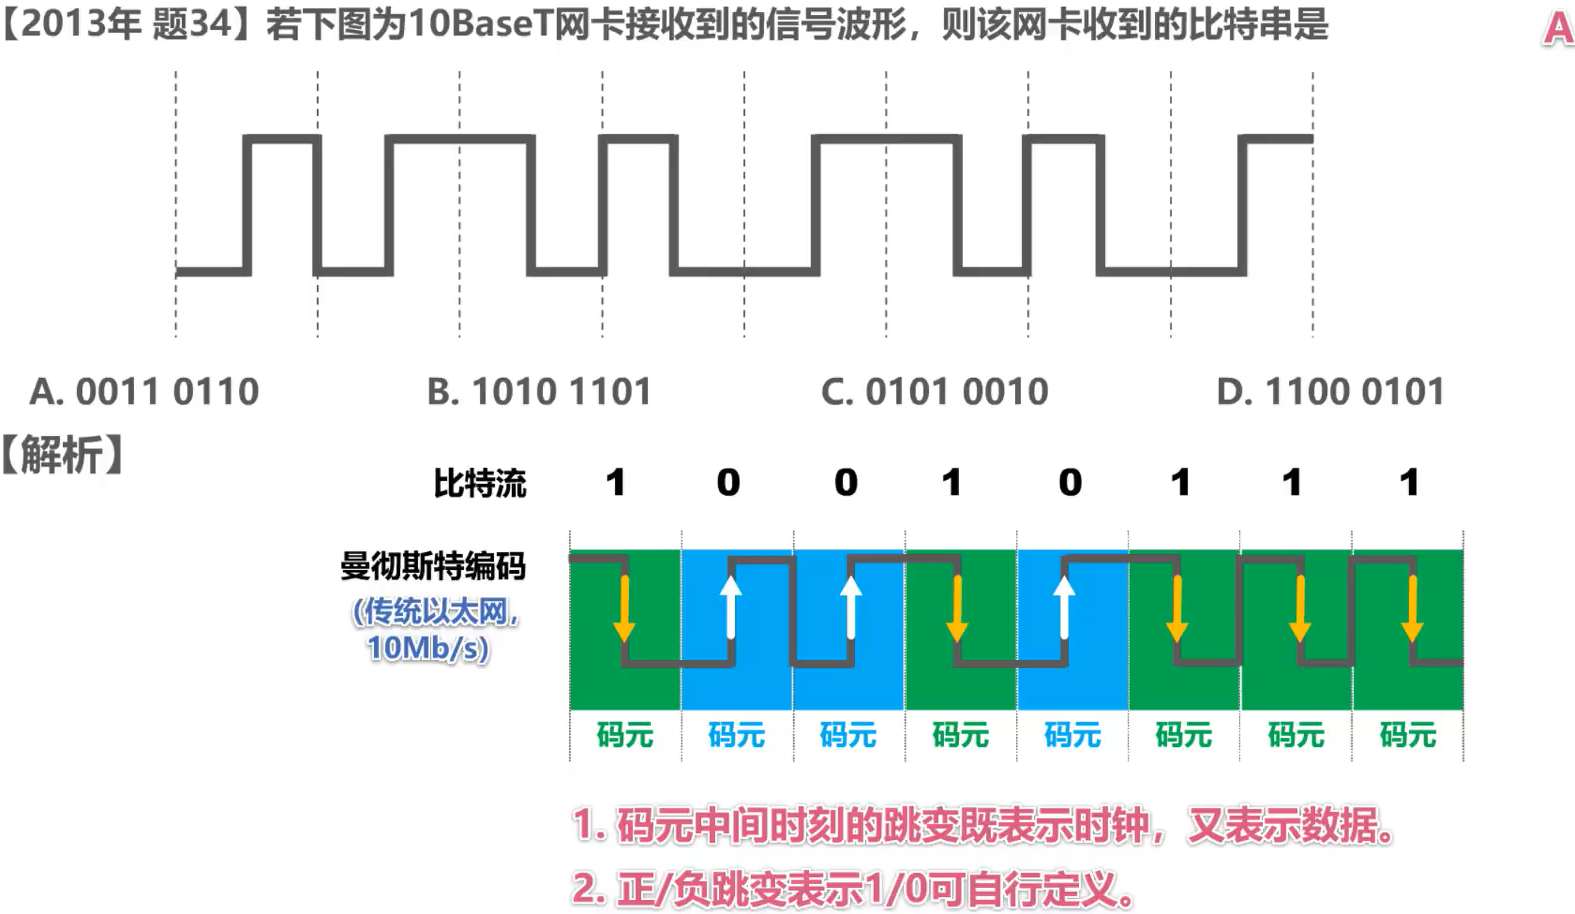 【2013年 题34】若下图为10BaseT网卡接收到的信号波形，则该网卡收到的比特串是
A
A. 0011 0110 B. 1010 1101 C. 0101 0010 D. 1100 0101
【解析】
比特流 1 0 0 1 0 1 1 1
曼彻斯特编码
(传统以太网，
10Mb/s)
码元 码元 码元 码元 码元 码元 码元 码元
1. 码元中间时刻的跳变既表示时钟，又表示数据。
2. 正/负跳变表示1/0可自行定义。